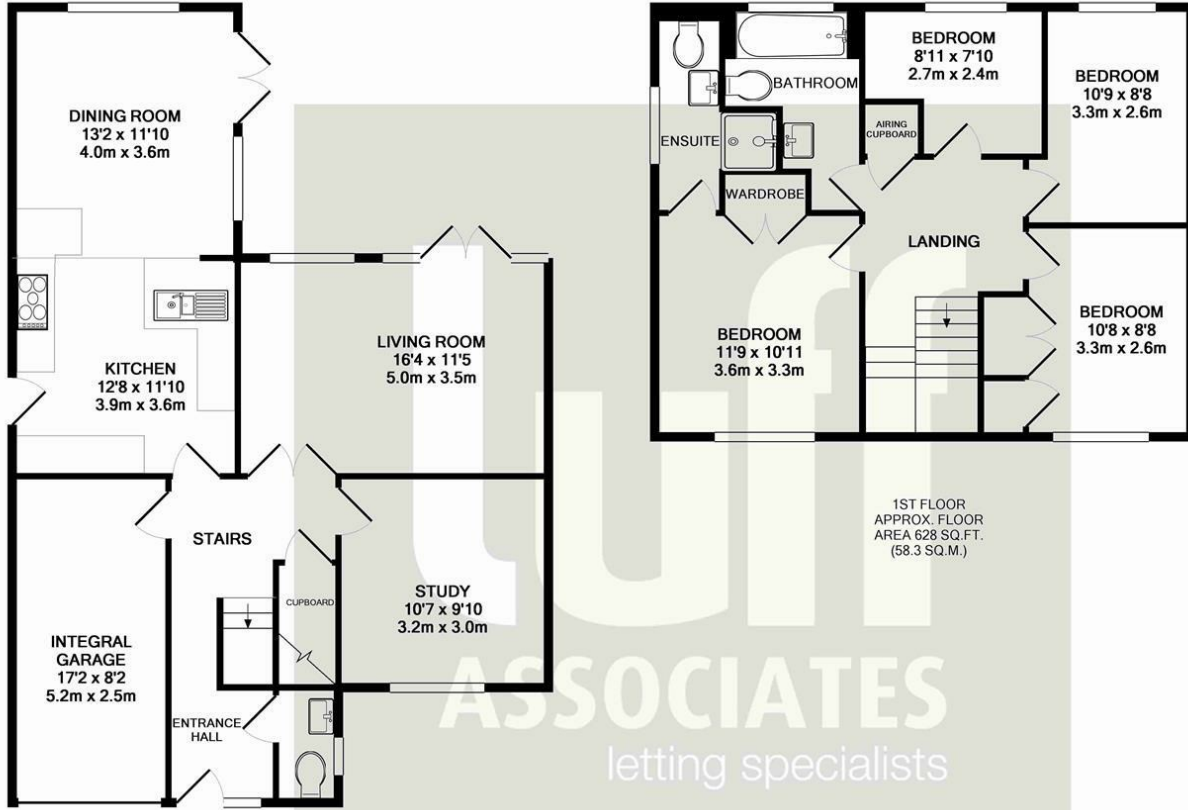 DINING ROOM
13'2 x 11'10
4.0m x 3.6m
KITCHEN
12'8 x 11'10
3.9m x 3.6m
LIVING ROOM
16'4 x 11'5
5.0m x 3.5m
STAIRS
CUPBOARD
STUDY
10'7 x 9'10
3.2m x 3.0m
INTEGRAL
GARAGE
17'2 x 8'2
5.2m x 2.5m
ENTRANCE
HALL
ENSUITE
BATHROOM
WARDROBE
BEDROOM
8'11 x 7'10
2.7m x 2.4m
AIRING
CUPBOARD
BEDROOM
10'9 x 8'8
3.3m x 2.6m
LANDING
BEDROOM
11'9 x 10'11
3.6m x 3.3m
BEDROOM
10'8 x 8'8
3.3m x 2.6m
1ST FLOOR
APPROX. FLOOR
AREA 628 SQ.FT.
(58.3 SQ.M.)
luff
ASSOCIATES
letting specialists